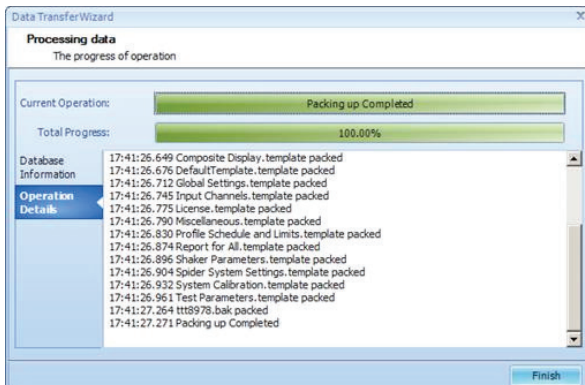 Data Transfer Wizard
X
Processing data
The progress of operation
Current Operation:
Packing up Completed
Total Progress:
100.00%
Database
Information
Operation
Details
17:41:26.649 Composite Display.template packed
17:41:26.676 DefaultTemplate.template packed
17:41:26.712 Global Settings.template packed
17:41:26.745 Input Channels.template packed
17:41:26.775 License.template packed
17:41:26.790 Miscellaneous.template packed
17:41:26.830 Profile Schedule and Limits.template packed
17:41:26.874 Report for All.template packed
17:41:26.896 Shaker Parameters.template packed
17:41:26.904 Spider System Settings.template packed
17:41:26.932 System Calibration.template packed
17:41:26.961 Test Parameters.template packed
17:41:27.264 ttt8978.bak packed
17:41:27.271 Packing up Completed
Finish